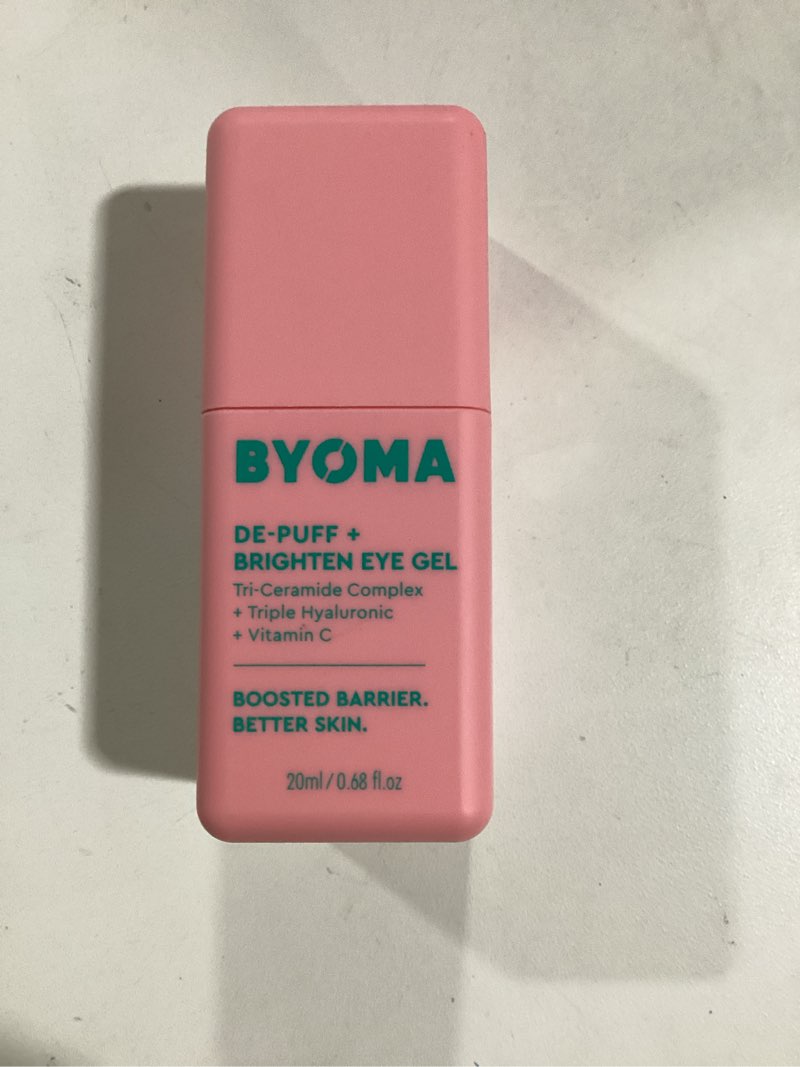 BYOMA
DE-PUFF +
BRIGHTEN EYE GEL
Tri-Ceramide Complex
+ Triple Hyaluronic
+ Vitamin C
BOOSTED BARRIER.
BETTER SKIN.
20ml/0.68 fl.oz